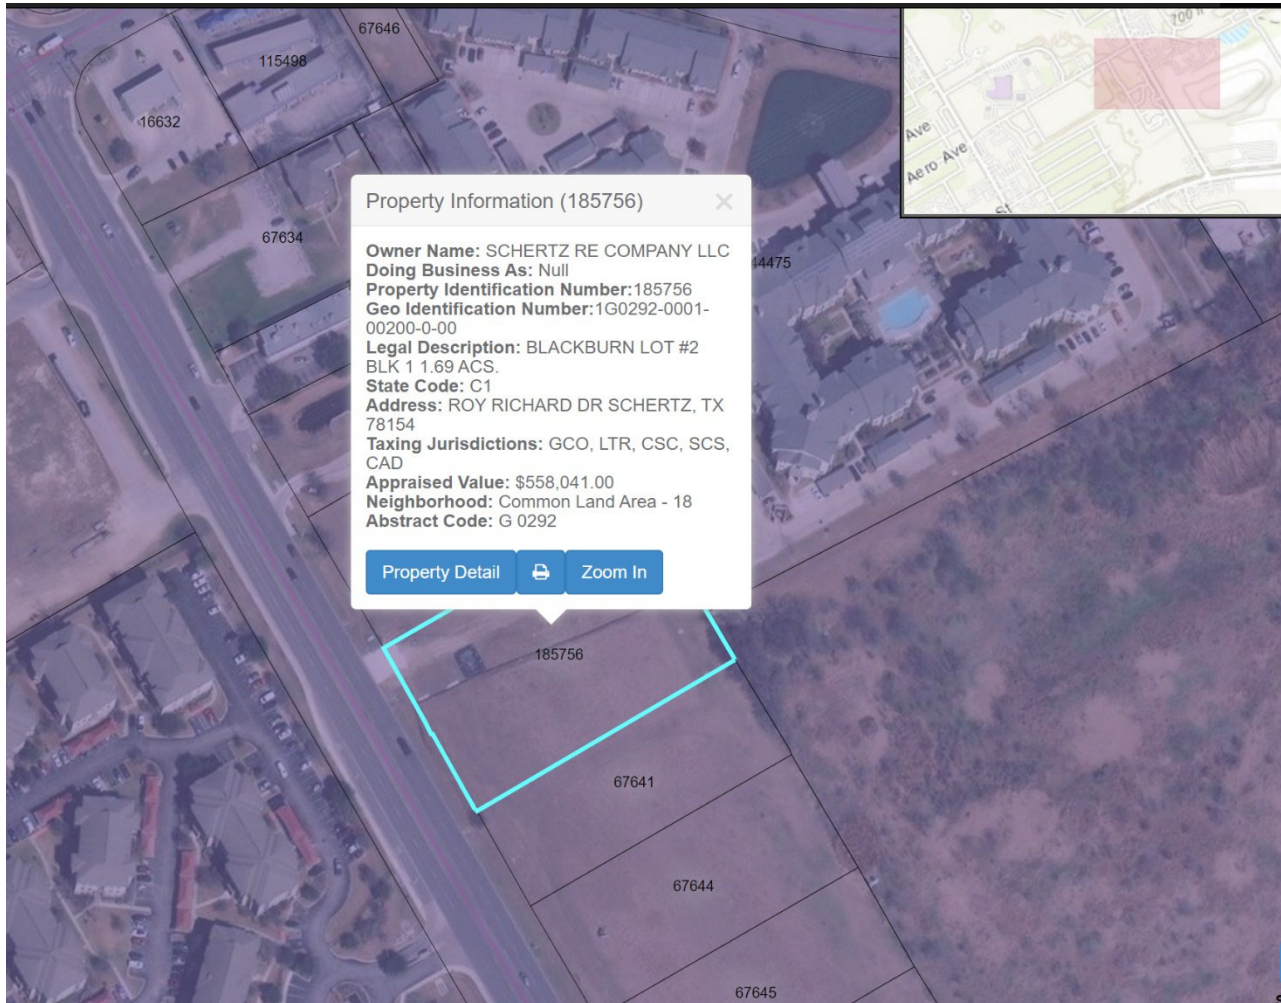 67646
115498
16632
67634
44475
700 ft
Ave
Aero Ave
St
Property Information (185756)
×
Owner Name: SCHERTZ RE COMPANY LLC
Doing Business As: Null
Property Identification Number:185756
Geo Identification Number:1G0292-0001-
00200-0-00
Legal Description: BLACKBURN LOT #2
BLK 1 1.69 ACS.
State Code: C1
Address: ROY RICHARD DR SCHERTZ, TX
78154
Taxing Jurisdictions: GCO, LTR, CSC, SCS,
CAD
Appraised Value: $558,041.00
Neighborhood: Common Land Area - 18
Abstract Code: G 0292
Property Detail
Zoom In
185756
67641
67644
67645